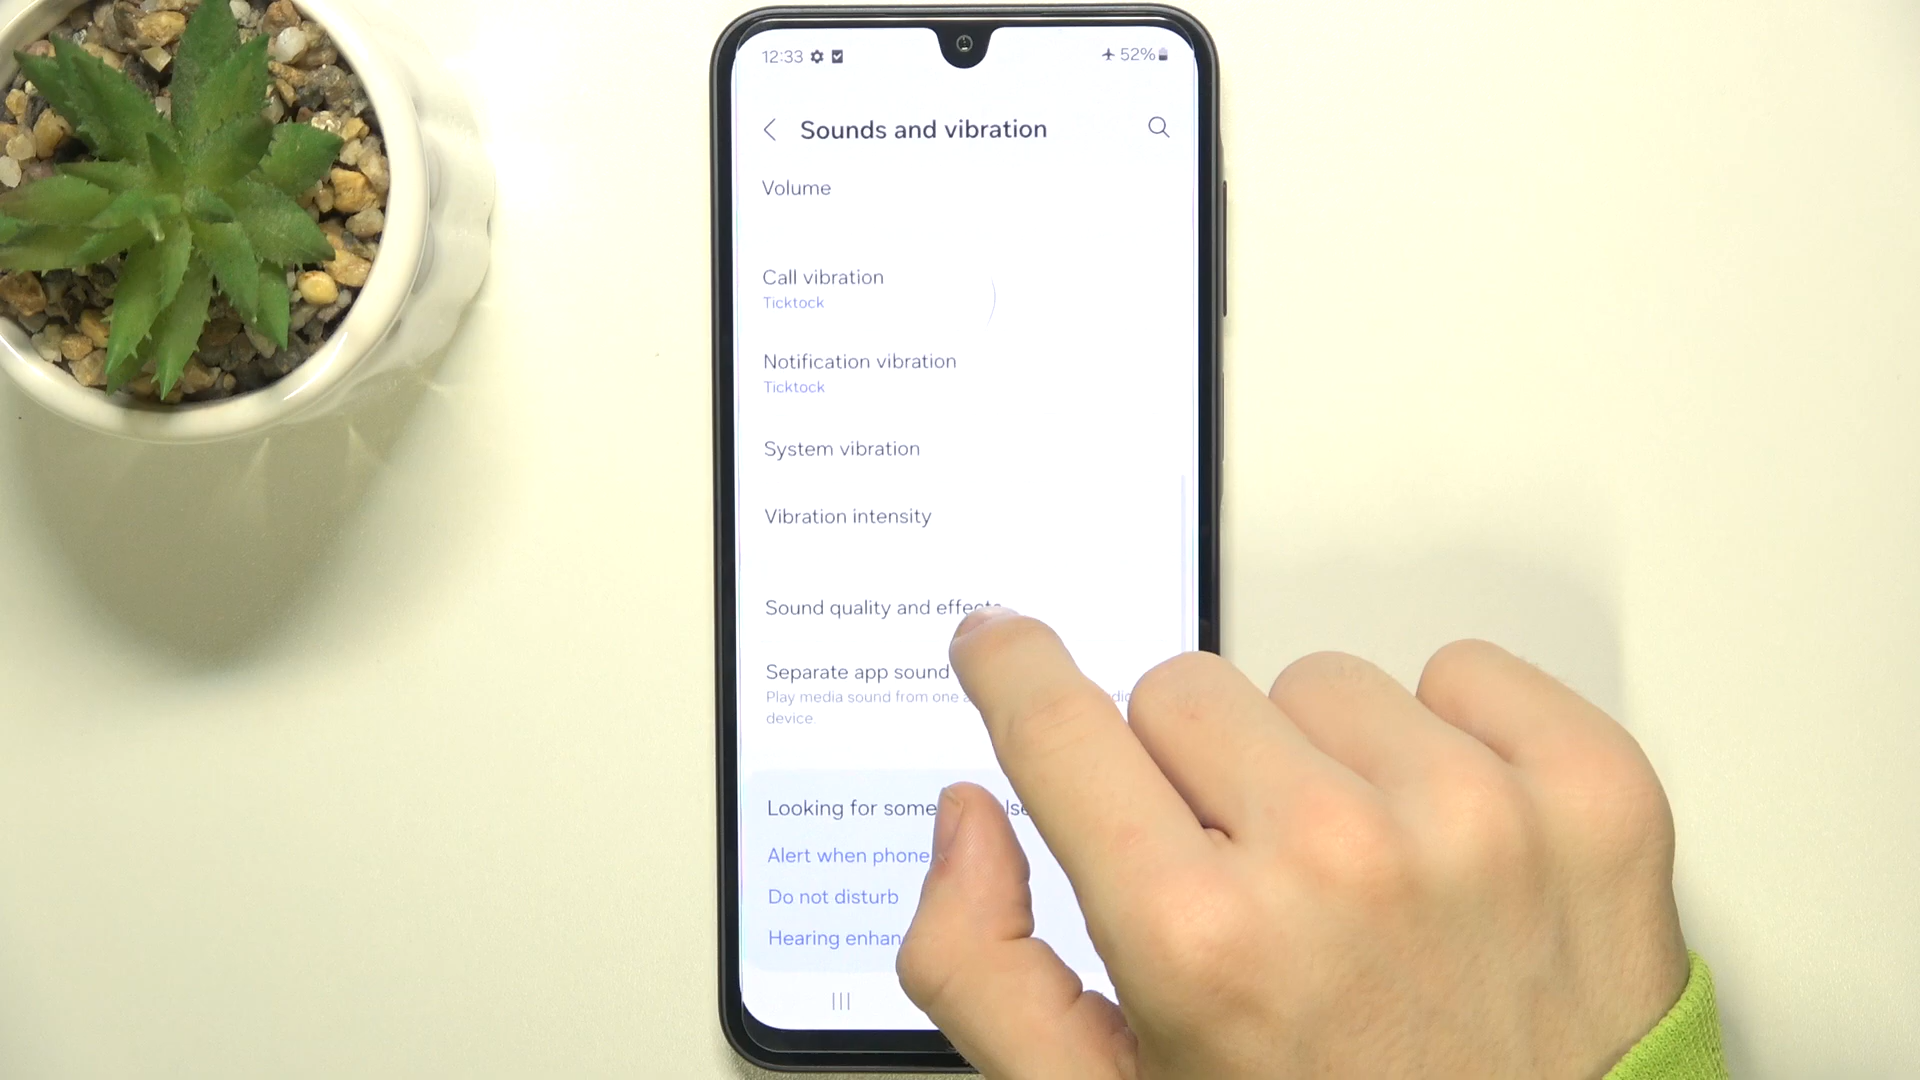 12:33
52%
Sounds and vibration
Volume
Call vibration
Ticktock
Notification vibration
Ticktock
System vibration
Vibration intensity
Sound quality and effects
Separate app sound
Play media sound from one
device.
Looking for some
Alert when phone
Do not disturb
Hearing